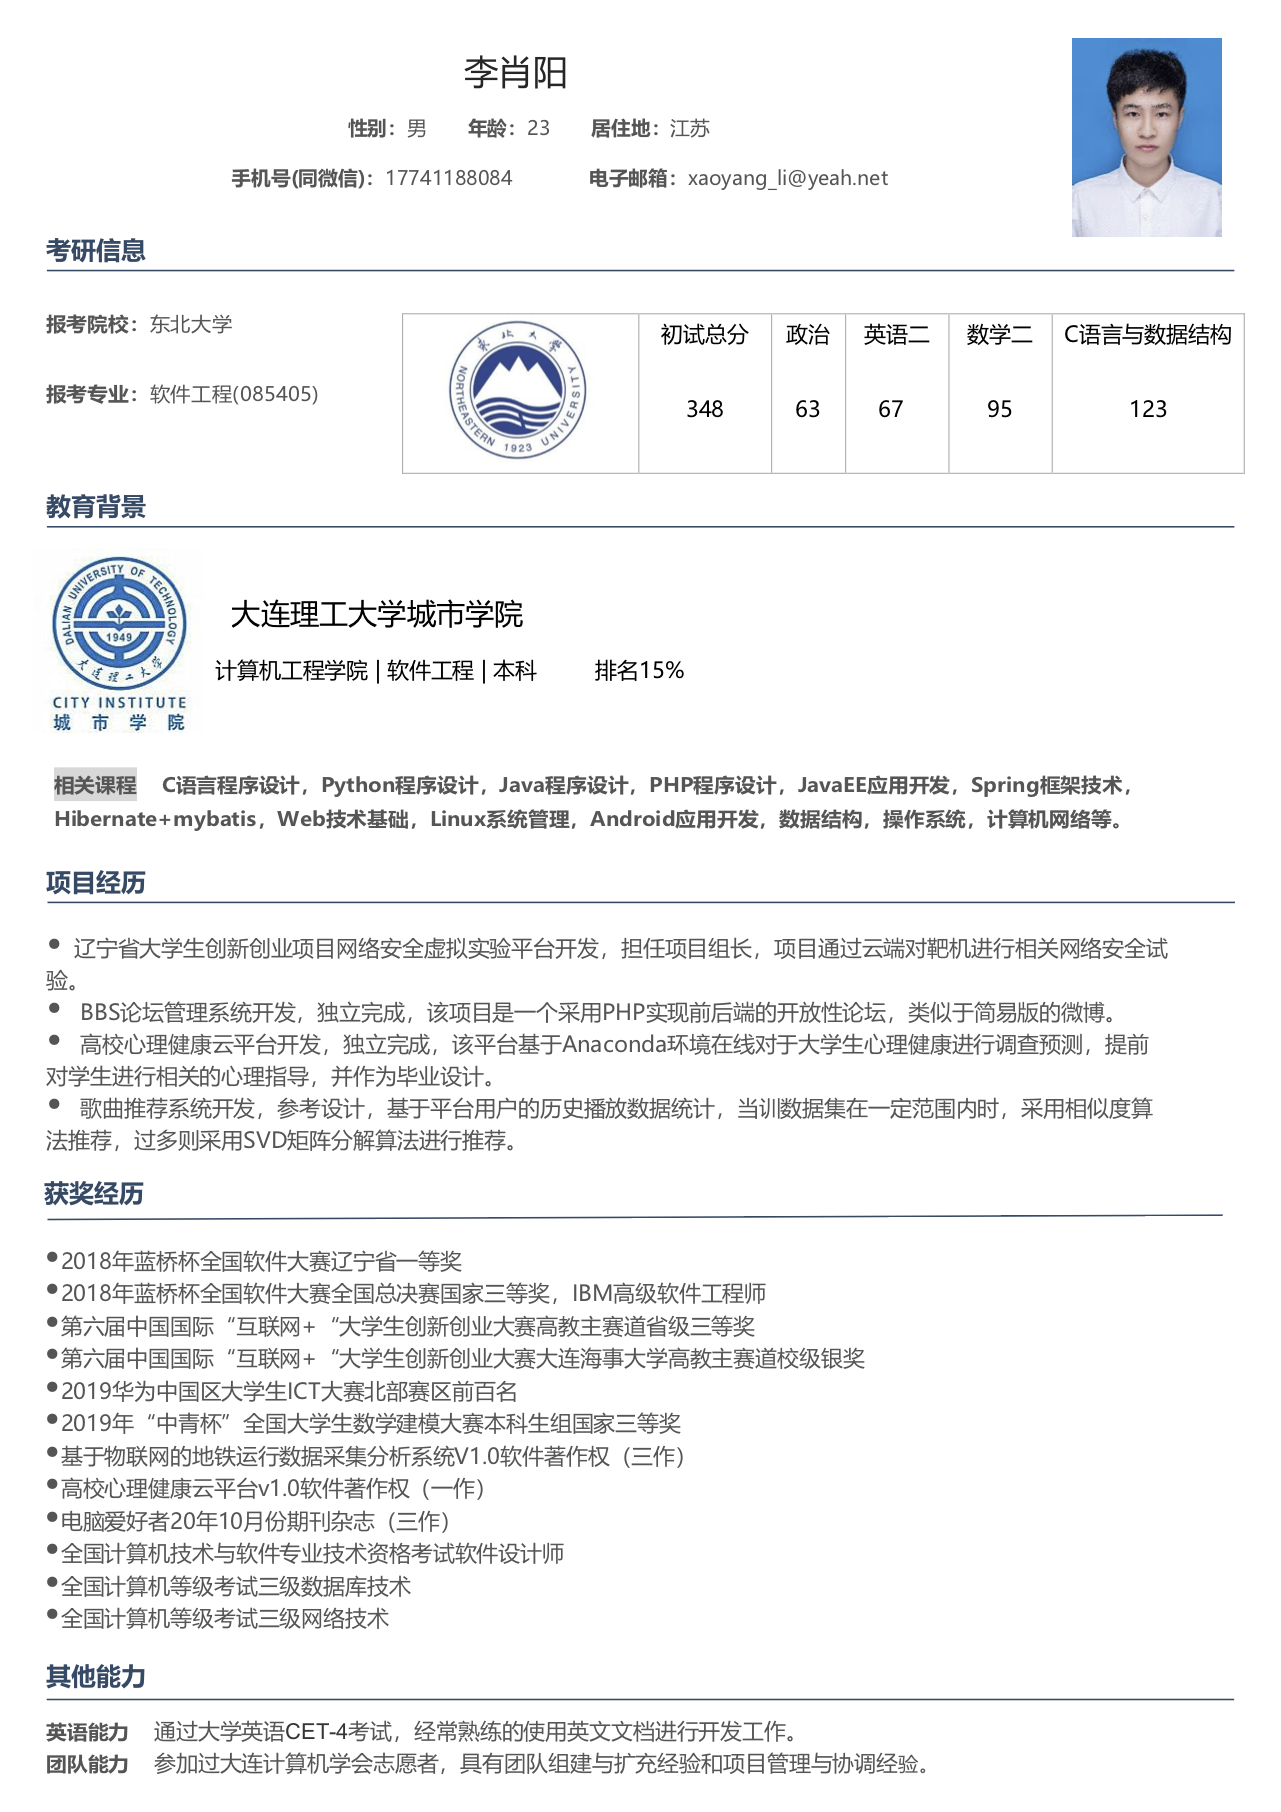 李肖阳
性别：男 年龄：23 居住地：江苏
手机号(同微信)：17741188084 电子邮箱：xaoyang_li@yeah.net
考研信息
报考院校：东北大学
报考专业：软件工程(085405)
东北大学
NORTHEASTERN 1923 UNIVERSITY
初试总分 政治 英语二 数学二 C语言与数据结构
348 63 67 95 123
教育背景
DALIAN UNIVERSITY OF TECHNOLOGY
1949
大连理工大学
CITY INSTITUTE
城市学院
大连理工大学城市学院
计算机工程学院 | 软件工程 | 本科 排名15%
相关课程 C语言程序设计，Python程序设计，Java程序设计，PHP程序设计，JavaEE应用开发，Spring框架技术，
Hibernate+mybatis，Web技术基础，Linux系统管理，Android应用开发，数据结构，操作系统，计算机网络等。
项目经历
● 辽宁省大学生创新创业项目网络安全虚拟实验平台开发，担任项目组长，项目通过云端对靶机进行相关网络安全试
验。
● BBS论坛管理系统开发，独立完成，该项目是一个采用PHP实现前后端的开放性论坛，类似于简易版的微博。
● 高校心理健康云平台开发，独立完成，该平台基于Anaconda环境在线对于大学生心理健康进行调查预测，提前
对学生进行相关的心理指导，并作为毕业设计。
● 歌曲推荐系统开发，参考设计，基于平台用户的历史播放数据统计，当训数据集在一定范围内时，采用相似度算
法推荐，过多则采用SVD矩阵分解算法进行推荐。
获奖经历
●2018年蓝桥杯全国软件大赛辽宁省一等奖
●2018年蓝桥杯全国软件大赛全国总决赛国家三等奖，IBM高级软件工程师
●第六届中国国际“互联网+“大学生创新创业大赛高教主赛道省级三等奖
●第六届中国国际“互联网+“大学生创新创业大赛大连海事大学高教主赛道校级银奖
●2019华为中国区大学生ICT大赛北部赛区前百名
●2019年“中青杯”全国大学生数学建模大赛本科生组国家三等奖
●基于物联网的地铁运行数据采集分析系统V1.0软件著作权（三作）
●高校心理健康云平台v1.0软件著作权（一作）
●电脑爱好者20年10月份期刊杂志（三作）
●全国计算机技术与软件专业技术资格考试软件设计师
●全国计算机等级考试三级数据库技术
●全国计算机等级考试三级网络技术
其他能力
英语能力 通过大学英语CET-4考试，经常熟练的使用英文文档进行开发工作。
团队能力 参加过大连计算机学会志愿者，具有团队组建与扩充经验和项目管理与协调经验。